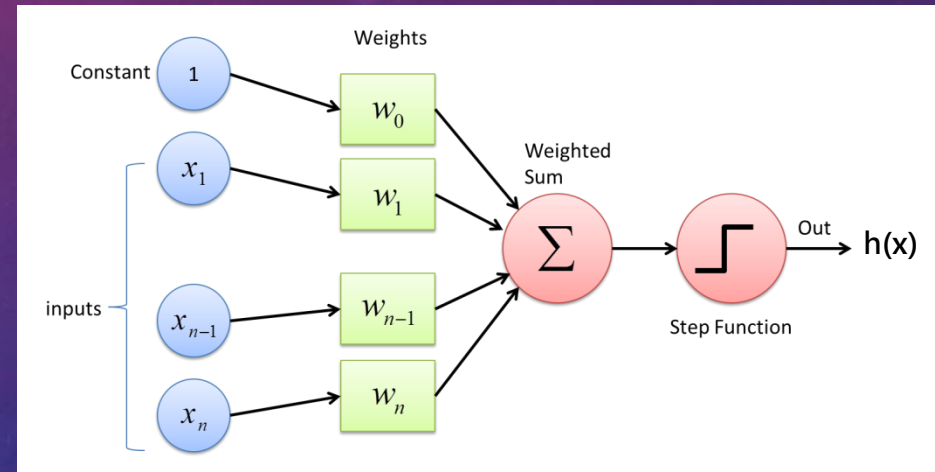 Weights
Constant
1
w₀
x₁
w₁
Weighted
Sum
Σ
Out
h(x)
inputs
xₙ₋₁
wₙ₋₁
Step Function
xₙ
wₙ